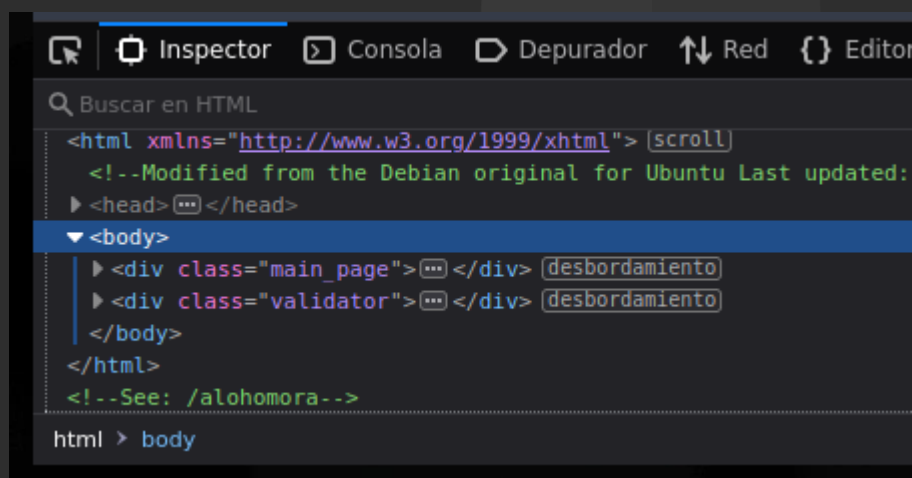 Inspector Consola Depurador Red {} Editor
Buscar en HTML
<html xmlns="http://www.w3.org/1999/xhtml"> scroll
<!--Modified from the Debian original for Ubuntu Last updated:
<head> ··· </head>
<body>
<div class="main_page"> ··· </div> desbordamiento
<div class="validator"> ··· </div> desbordamiento
</body>
</html>
<!--See: /alohomora-->
html > body